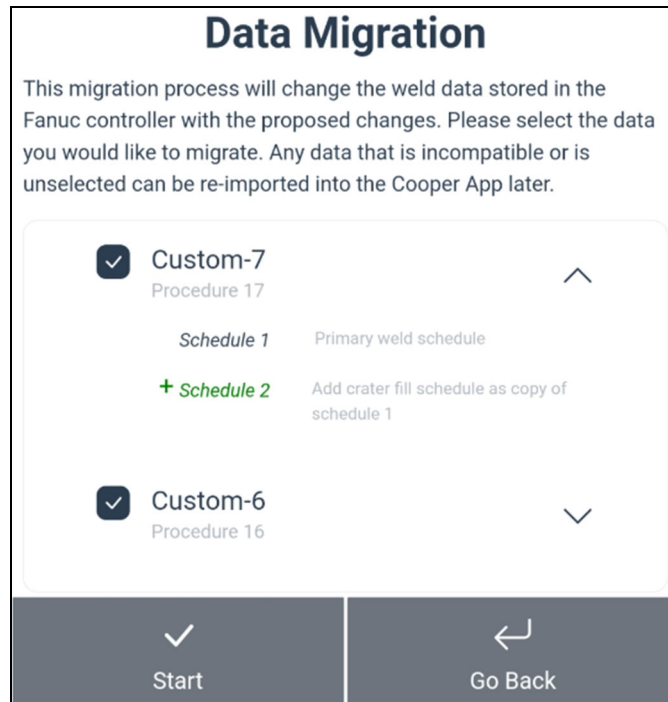 Data Migration
This migration process will change the weld data stored in the
Fanuc controller with the proposed changes. Please select the data
you would like to migrate. Any data that is incompatible or is
unselected can be re-imported into the Cooper App later.
Custom-7
Procedure 17
Schedule 1 Primary weld schedule
+ Schedule 2 Add crater fill schedule as copy of
schedule 1
Custom-6
Procedure 16
Start Go Back